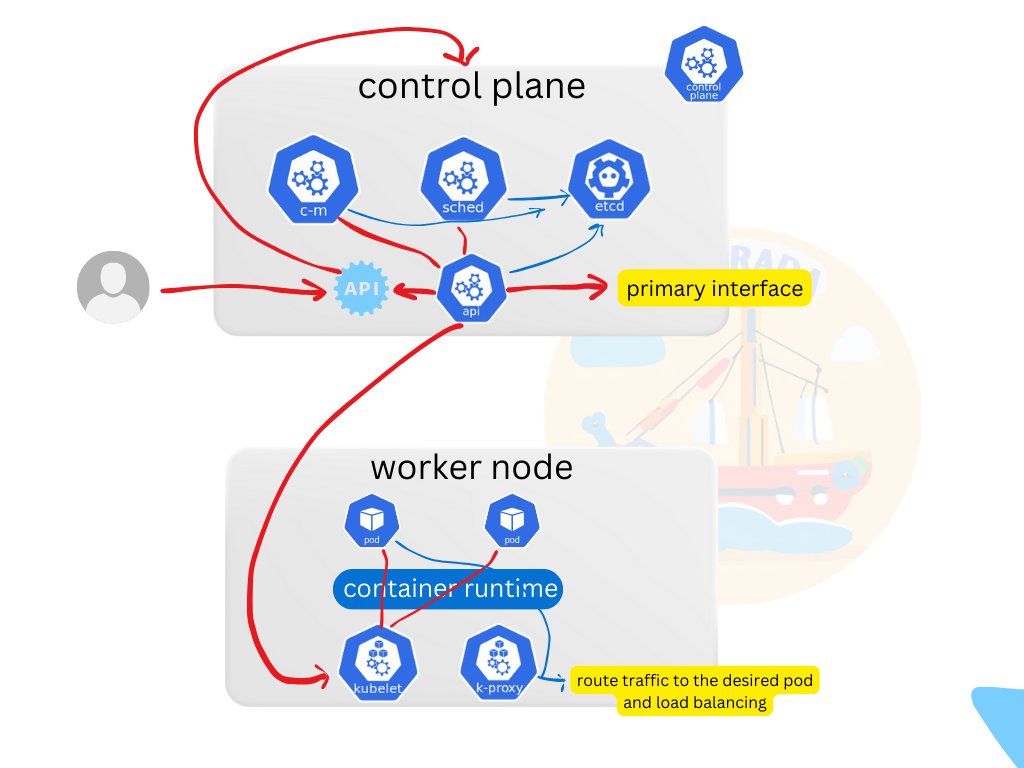 control plane
control
plane
c-m
sched
etcd
API
api
primary interface
worker node
pod
pod
container runtime
kubelet
k-proxy
route traffic to the desired pod
and load balancing